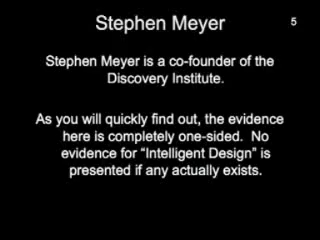 Stephen Meyer
5
Stephen Meyer is a co-founder of the
Discovery Institute.
As you will quickly find out, the evidence
here is completely one-sided.  No
evidence for “Intelligent Design” is
presented if any actually exists.